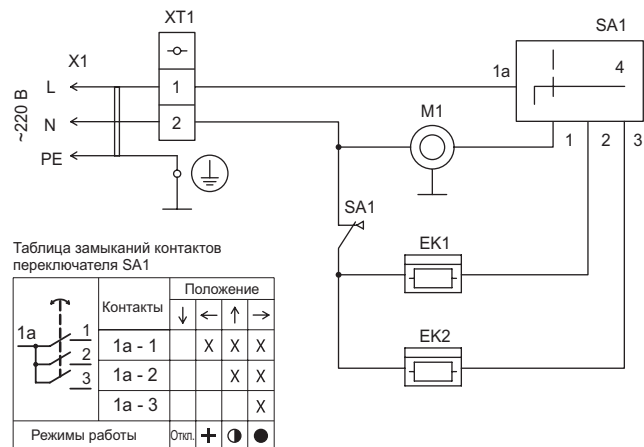 XT1
SA1
X1
L
1
1a
4
~220 В
M1
N
2
1
2
3
PE
SA1
EK1
EK2
Таблица замыканий контактов
переключателя SA1
Контакты
Положение
↓ ← ↑ →
1a
1
2
3
1a - 1 X X X
1a - 2 X X
1a - 3 X
Режимы работы Откл.